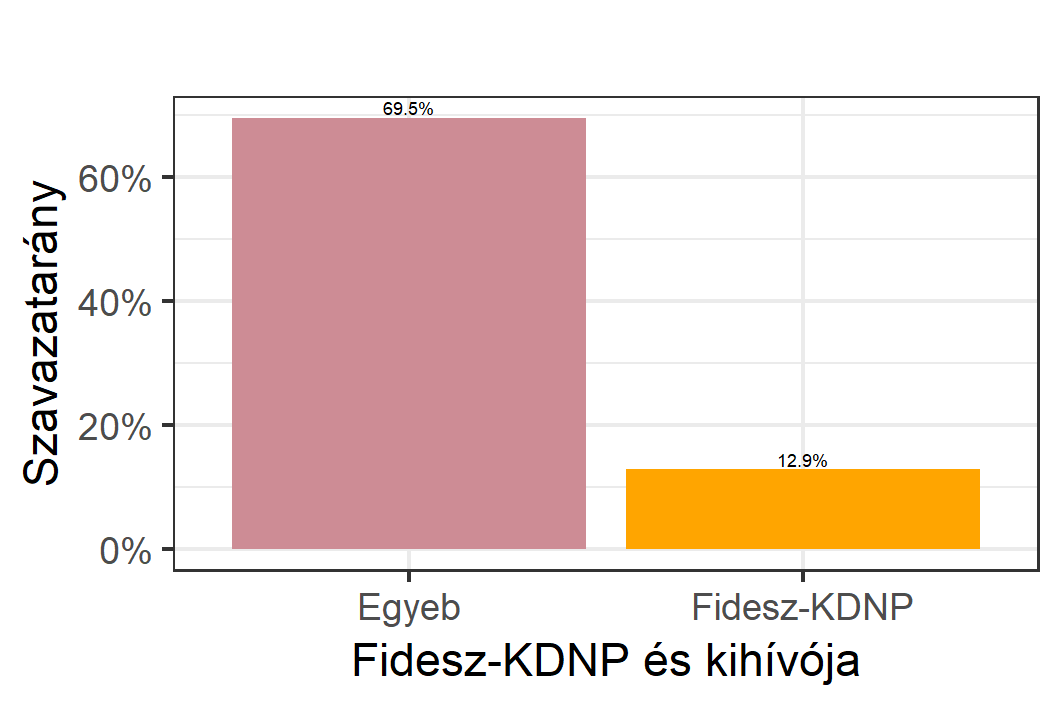 69.5%
60%
40%
20%
12.9%
0%
Szavazatarány
Egyeb
Fidesz-KDNP
Fidesz-KDNP és kihívója